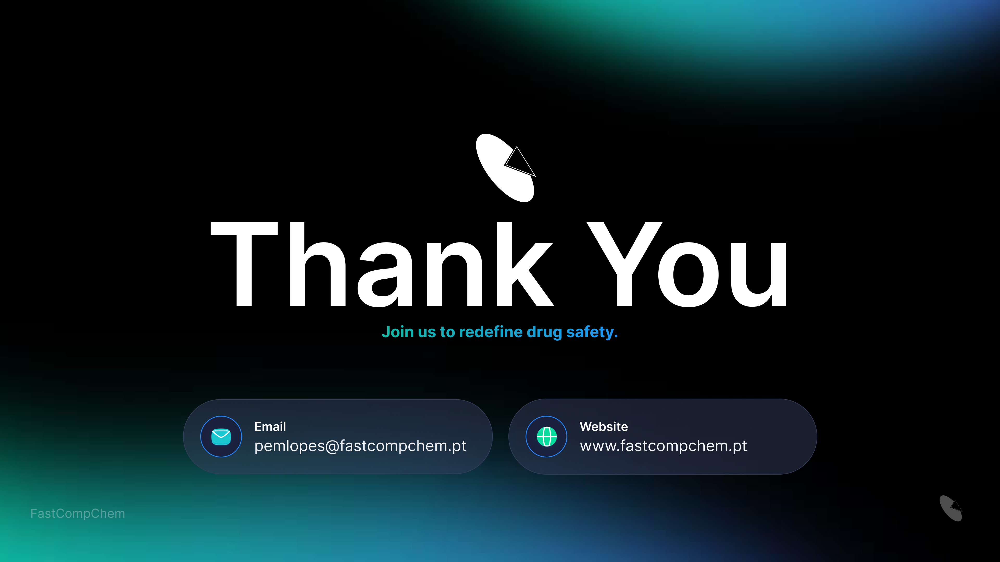 Thank You
Join us to redefine drug safety.
Email
pemlopes@fastcompchem.pt
Website
www.fastcompchem.pt
FastCompChem